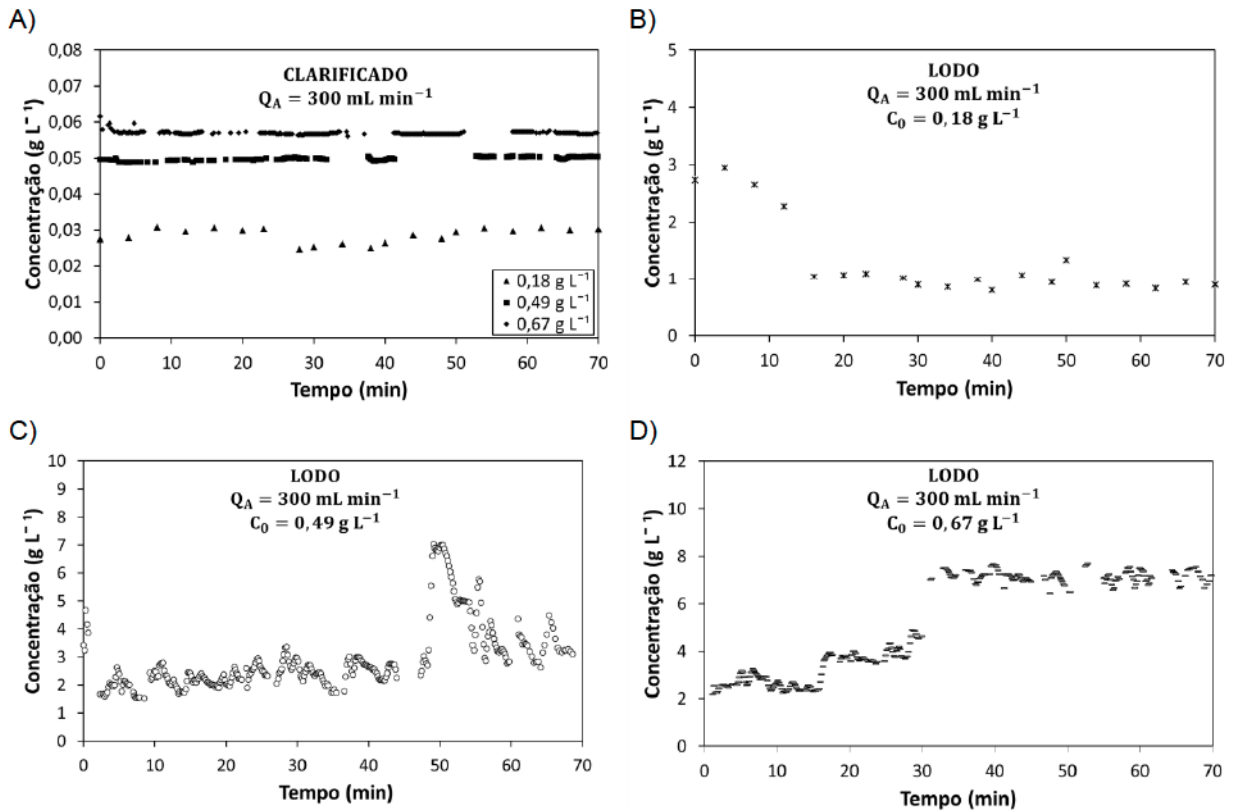 A)
CLARIFICADO
Q_A = 300 mL min⁻¹
Concentração (g L⁻¹)
0,08
0,07
0,06
0,05
0,04
0,03
0,02
0,01
0,00
0,18 g L⁻¹
0,49 g L⁻¹
0,67 g L⁻¹
0 10 20 30 40 50 60 70
Tempo (min)
B)
LODO
Q_A = 300 mL min⁻¹
C₀ = 0,18 g L⁻¹
Concentração (g L⁻¹)
5
4
3
2
1
0
0 10 20 30 40 50 60 70
Tempo (min)
C)
LODO
Q_A = 300 mL min⁻¹
C₀ = 0,49 g L⁻¹
Concentração (g L⁻¹)
10
9
8
7
6
5
4
3
2
1
0
0 10 20 30 40 50 60 70
Tempo (min)
D)
LODO
Q_A = 300 mL min⁻¹
C₀ = 0,67 g L⁻¹
Concentração (g L⁻¹)
12
10
8
6
4
2
0
0 10 20 30 40 50 60 70
Tempo (min)